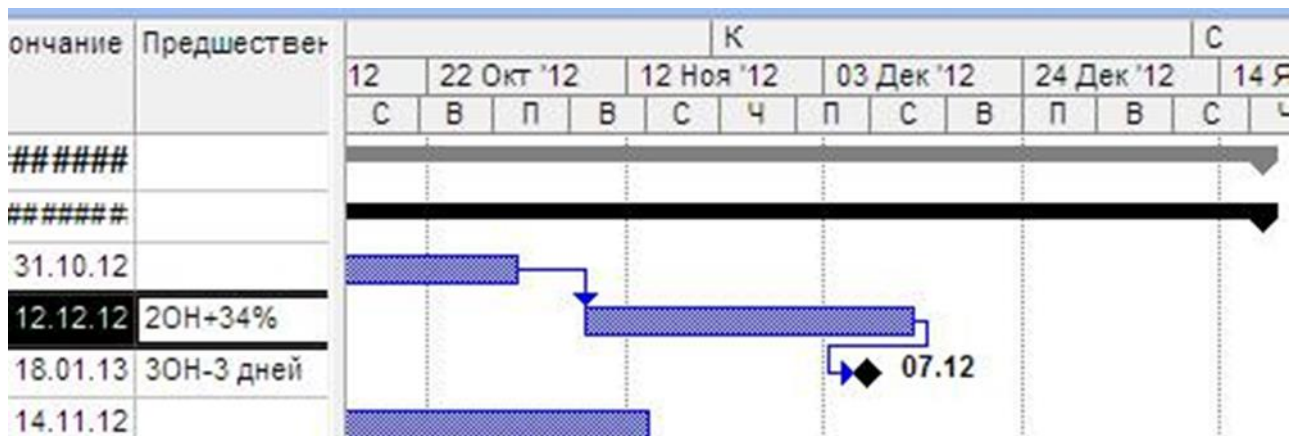 ончание Предшествен К С
12 22 Окт '12 12 Ноя '12 03 Дек '12 24 Дек '12 14 Я
С В П В С Ч П С В П В С Ч
#######
########
31.10.12
12.12.12 2ОН+34%
18.01.13 3ОН-3 дней 07.12
14.11.12